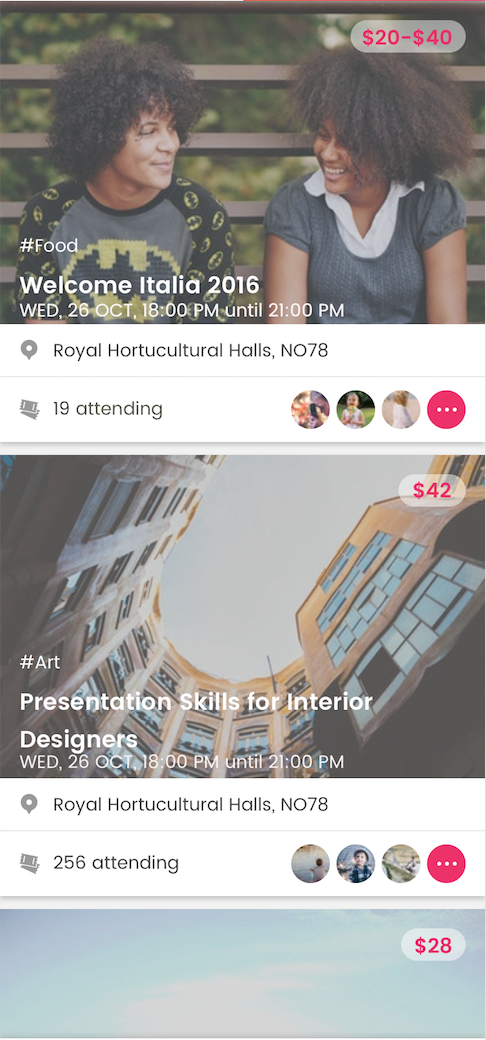 $20-$40
#Food
Welcome Italia 2016
WED, 26 OCT, 18:00 PM until 21:00 PM
Royal Hortucultural Halls, NO78
19 attending
$42
#Art
Presentation Skills for Interior
Designers
WED, 26 OCT, 18:00 PM until 21:00 PM
Royal Hortucultural Halls, NO78
256 attending
$28